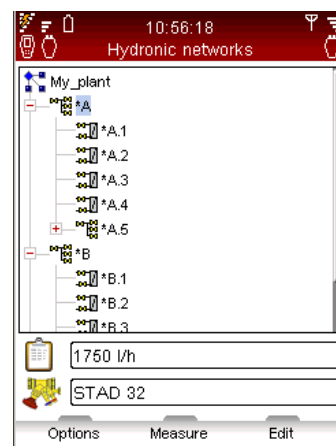 10:56:18
Hydronic networks
My_plant
*A
*A.1
*A.2
*A.3
*A.4
*A.5
*B
*B.1
*B.2
*B.3
1750 l/h
STAD 32
Options Measure Edit